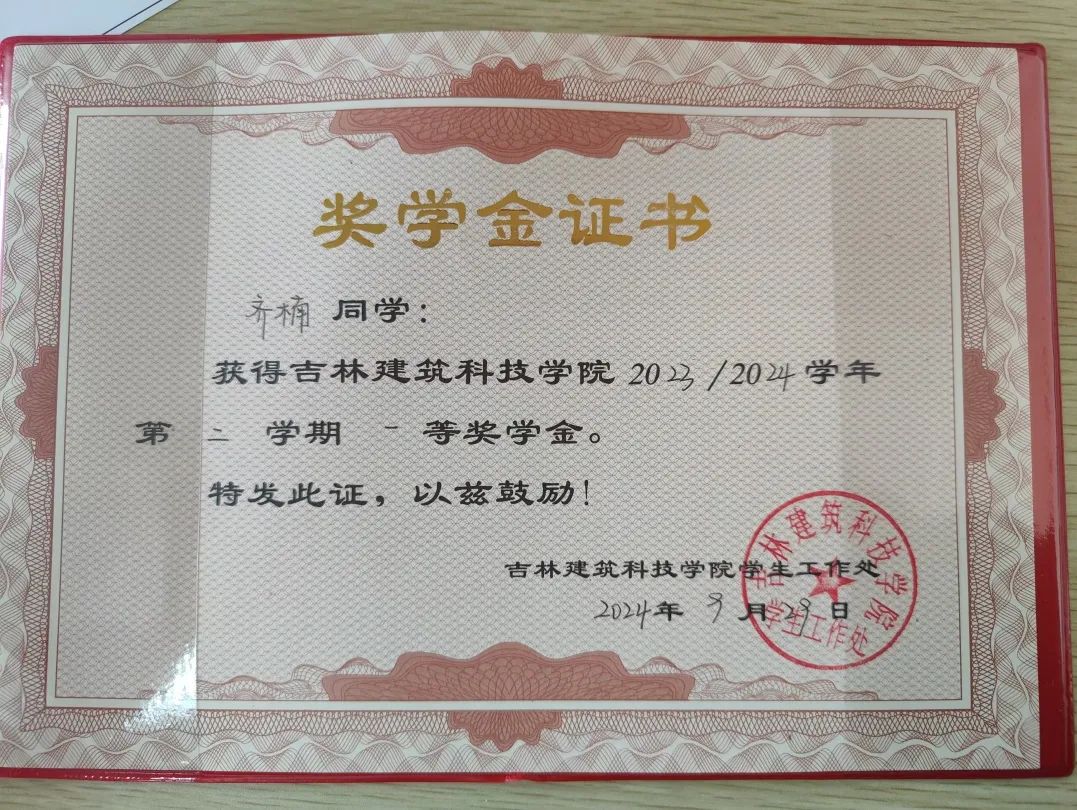 奖学金证书
齐楠 同学：
获得吉林建筑科技学院 2023/2024 学年
第 二 学期 一 等奖学金。
特发此证，以兹鼓励！
吉林建筑科技学院学生工作处
2024年 9 月 29 日
吉林建筑科技学院
学生工作处